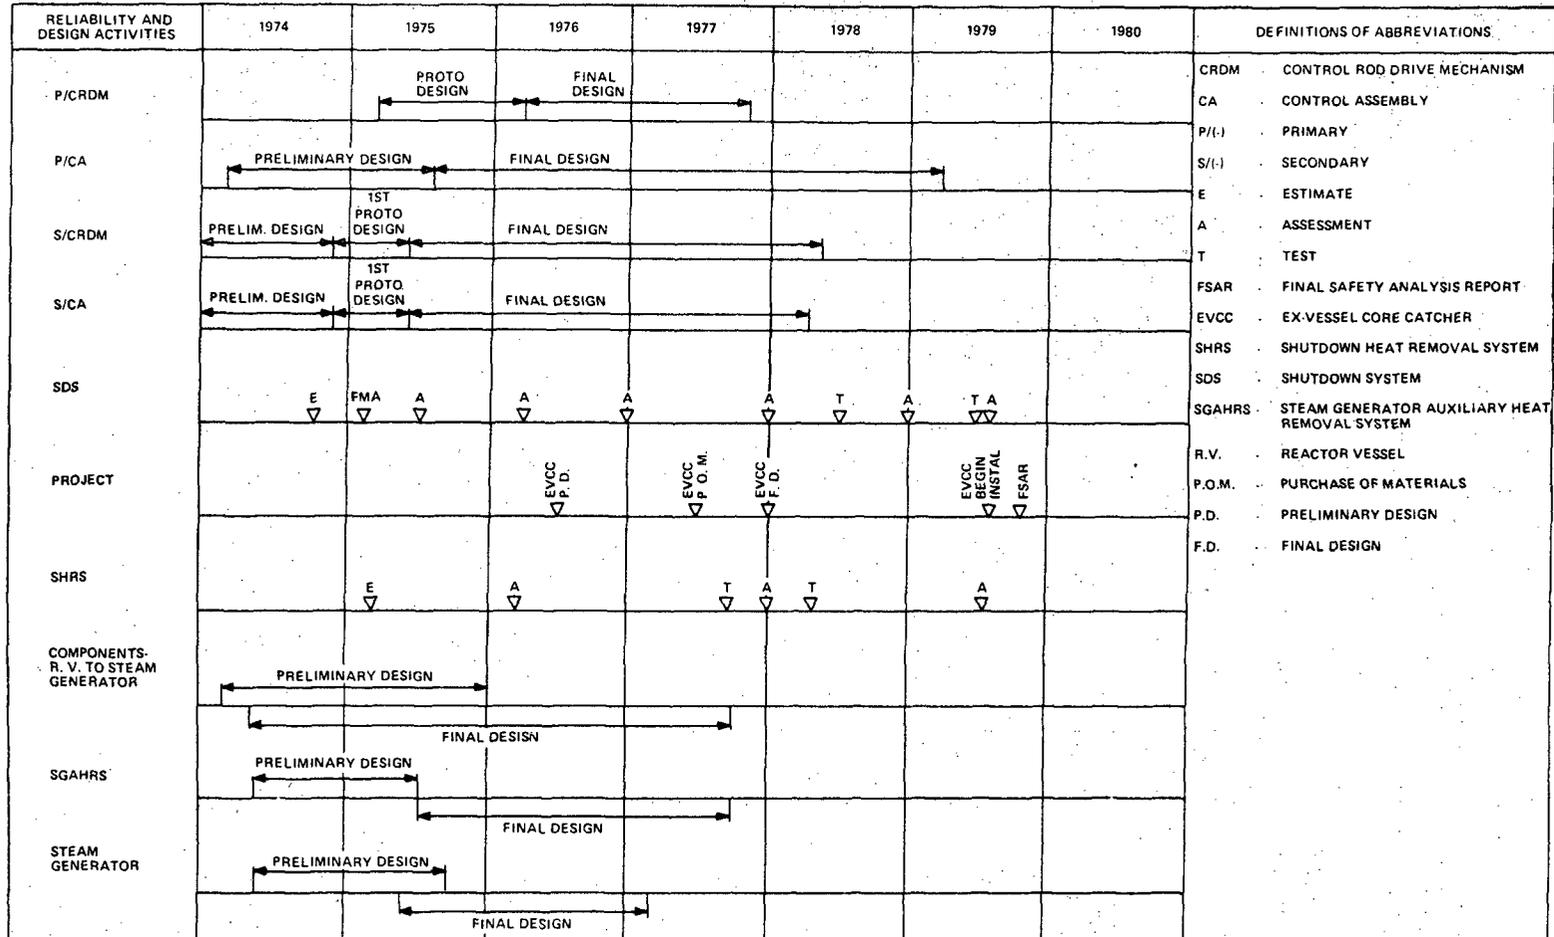 RELIABILITY AND
DESIGN ACTIVITIES
1974
1975
1976
1977
1978
1979
1980
DEFINITIONS OF ABBREVIATIONS
P/CRDM
PROTO
DESIGN
FINAL
DESIGN
P/CA
PRELIMINARY DESIGN
FINAL DESIGN
S/CRDM
PRELIM. DESIGN
1ST
PROTO
DESIGN
FINAL DESIGN
S/CA
PRELIM. DESIGN
1ST
PROTO.
DESIGN
FINAL DESIGN
SDS
E
FMA
A
A
A
A
T
A
T A
PROJECT
EVCC
P.D.
EVCC
P.O.M.
EVCC
F.D.
EVCC
BEGIN
INSTAL
FSAR
SHRS
E
A
T
A
T
A
COMPONENTS-
R. V. TO STEAM
GENERATOR
PRELIMINARY DESIGN
FINAL DESISN
SGAHRS
PRELIMINARY DESIGN
FINAL DESIGN
STEAM
GENERATOR
PRELIMINARY DESIGN
FINAL DESIGN
CRDM - CONTROL ROD DRIVE MECHANISM
CA - CONTROL ASSEMBLY
P/(-) - PRIMARY
S/(-) - SECONDARY
E - ESTIMATE
A - ASSESSMENT
T - TEST
FSAR - FINAL SAFETY ANALYSIS REPORT
EVCC - EX-VESSEL CORE CATCHER
SHRS - SHUTDOWN HEAT REMOVAL SYSTEM
SDS - SHUTDOWN SYSTEM
SGAHRS - STEAM GENERATOR AUXILIARY HEAT
REMOVAL SYSTEM
R.V. - REACTOR VESSEL
P.O.M. - PURCHASE OF MATERIALS
P.D. - PRELIMINARY DESIGN
F.D. - FINAL DESIGN